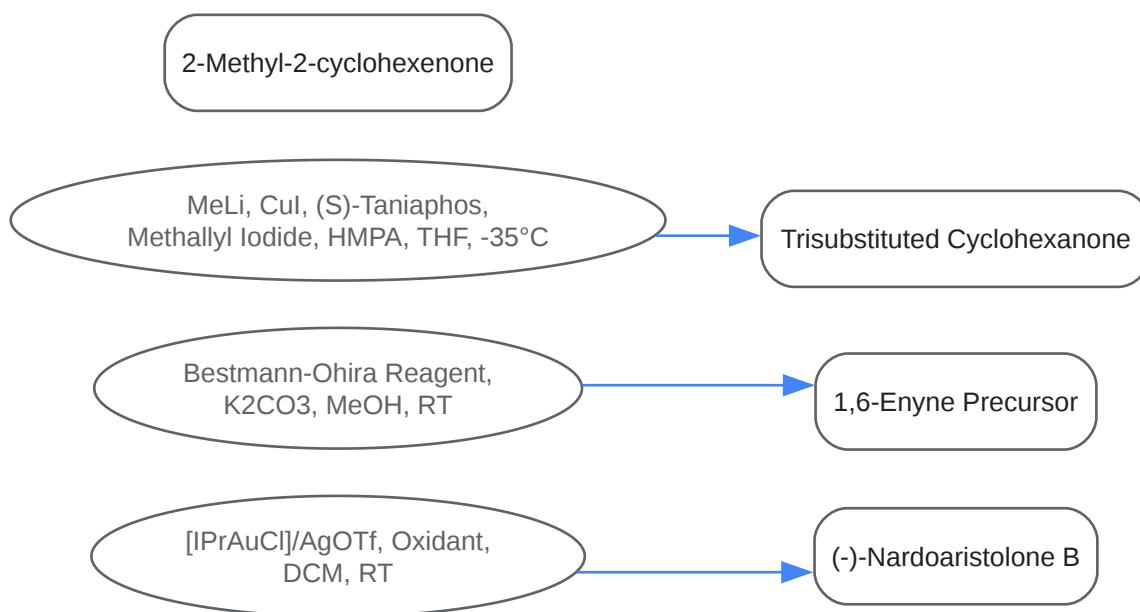 2-Methyl-2-cyclohexenone
MeLi, CuI, (S)-Taniaphos,
Methallyl Iodide, HMPA, THF, -35°C
Trisubstituted Cyclohexanone
Bestmann-Ohira Reagent,
K2CO3, MeOH, RT
1,6-Enyne Precursor
[IPrAuCl]/AgOTf, Oxidant,
DCM, RT
(-)-Nardoaristolone B